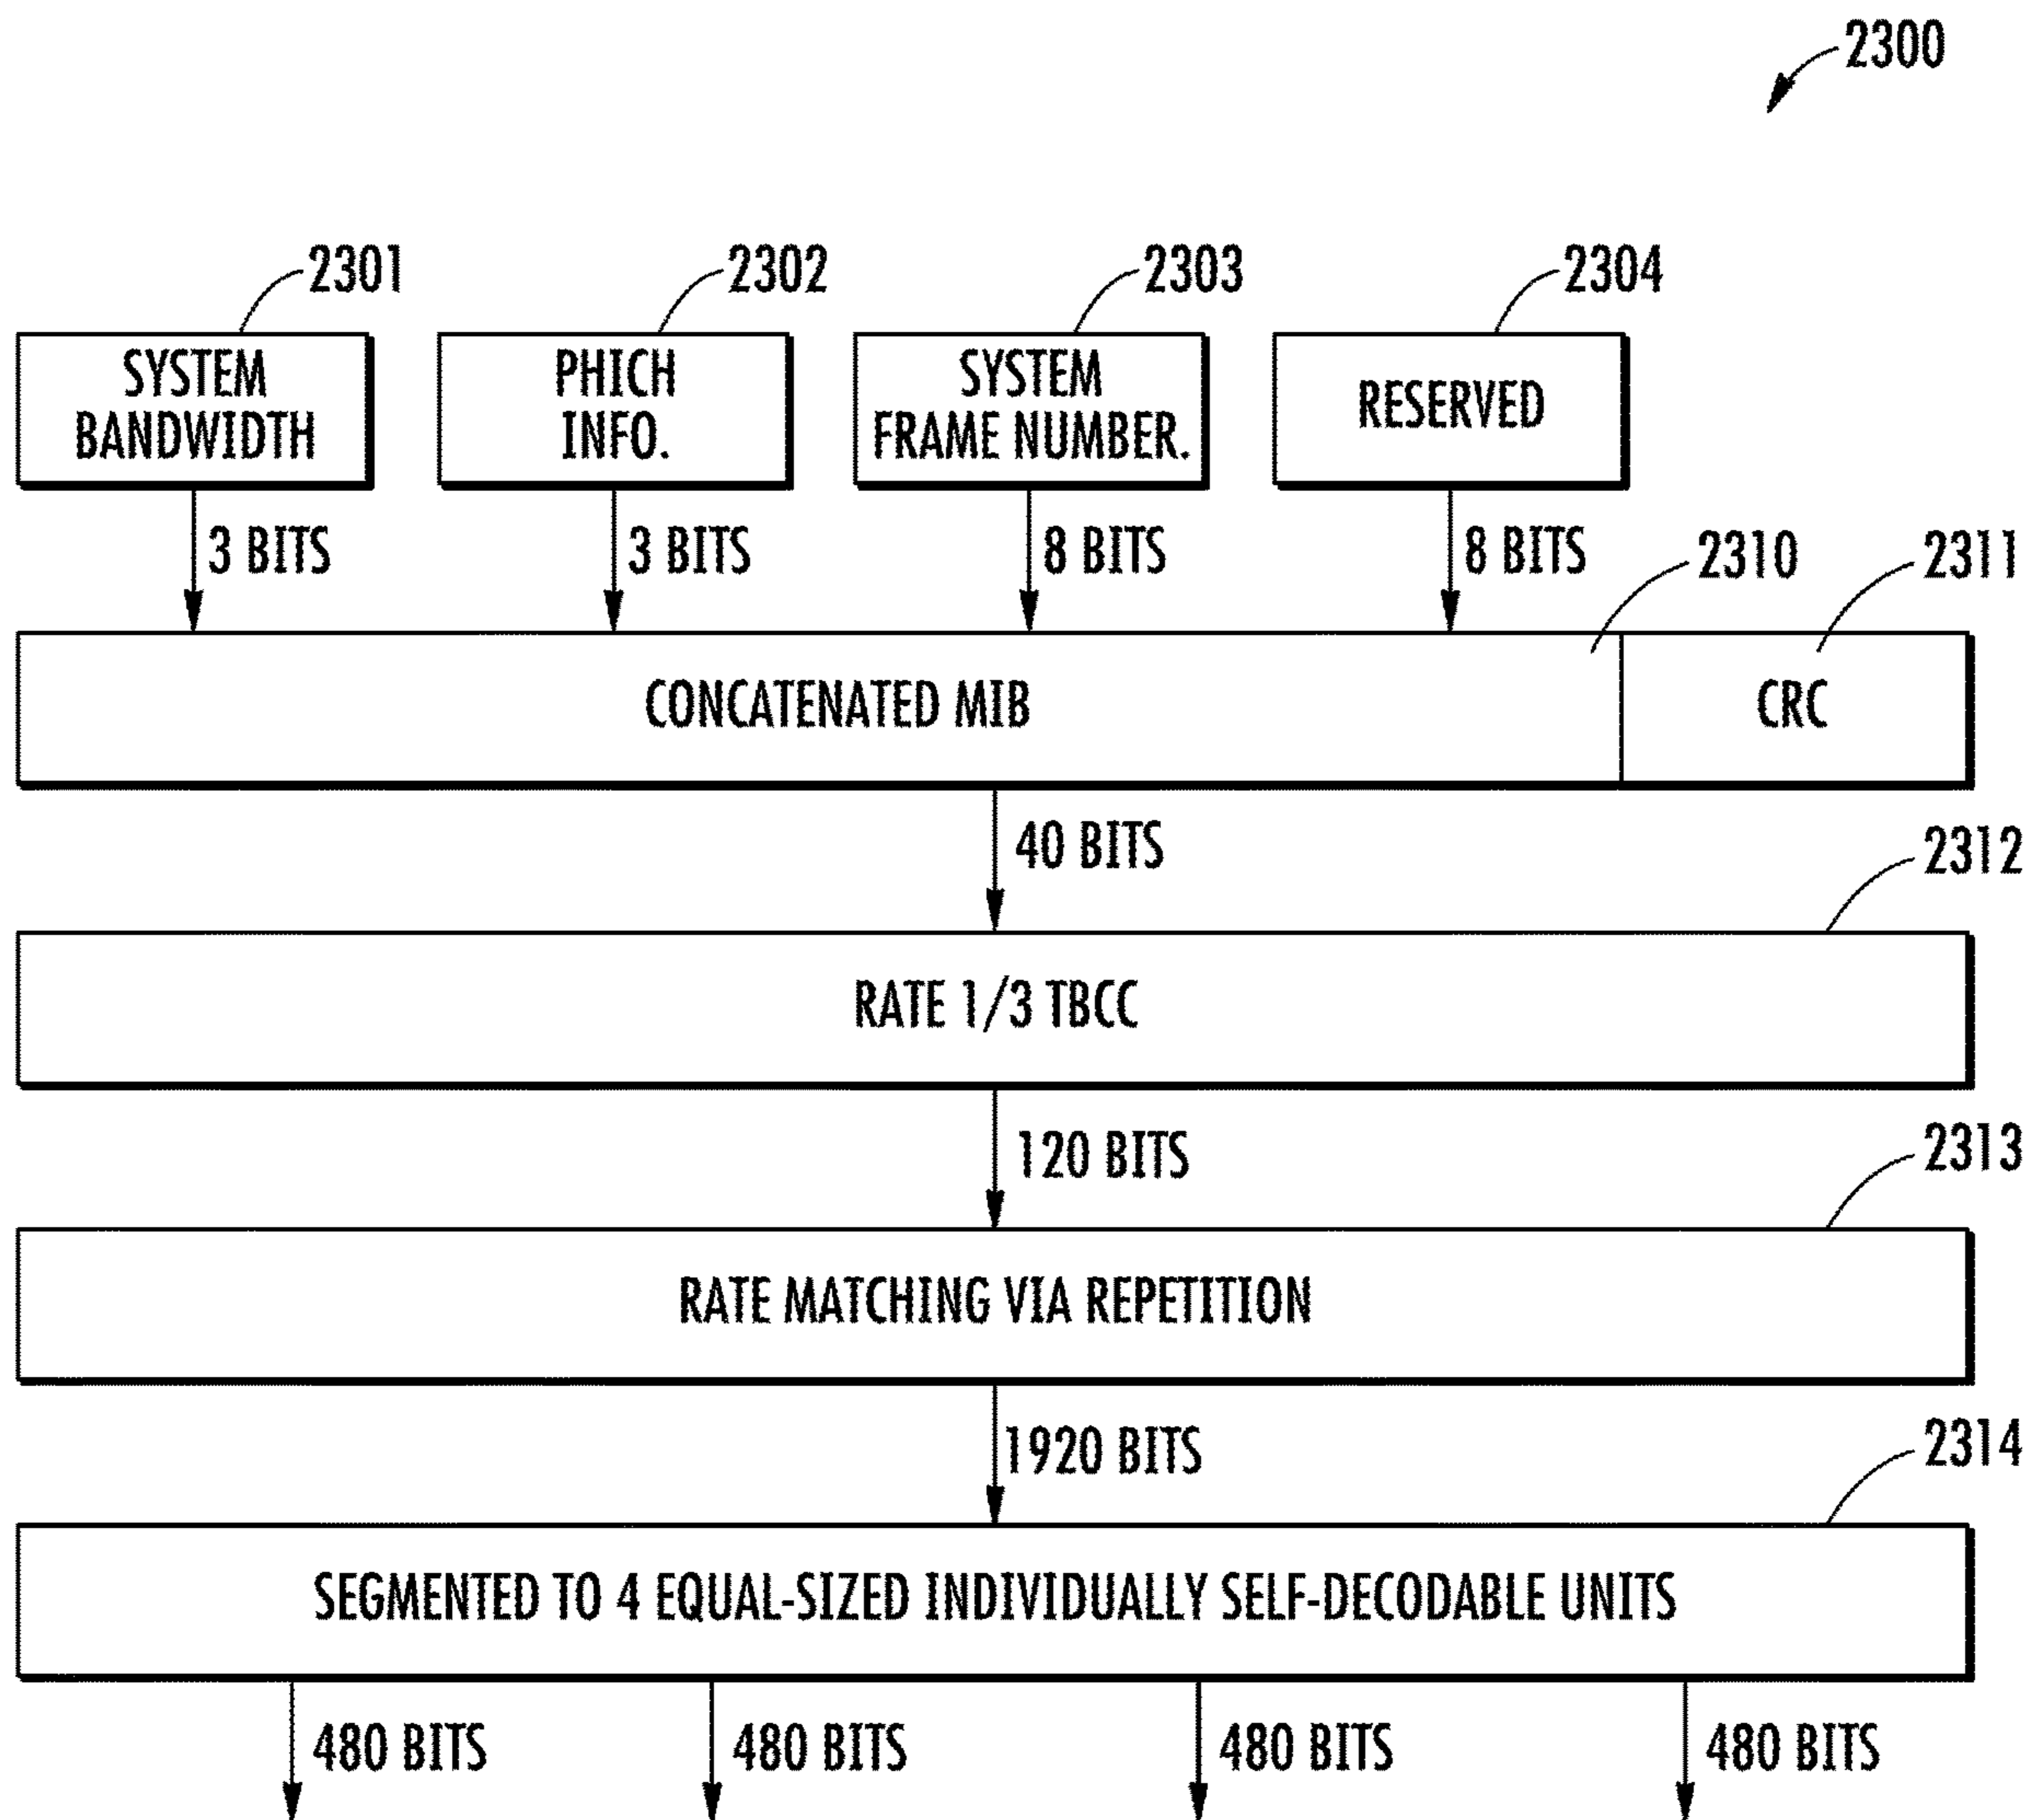 2300
2301
2302
2303
2304
SYSTEM
BANDWIDTH
PHICH
INFO.
SYSTEM
FRAME NUMBER.
RESERVED
3 BITS
3 BITS
8 BITS
8 BITS
2310
2311
CONCATENATED MIB
CRC
40 BITS
2312
RATE 1/3 TBCC
120 BITS
2313
RATE MATCHING VIA REPETITION
1920 BITS
2314
SEGMENTED TO 4 EQUAL-SIZED INDIVIDUALLY SELF-DECODABLE UNITS
480 BITS
480 BITS
480 BITS
480 BITS